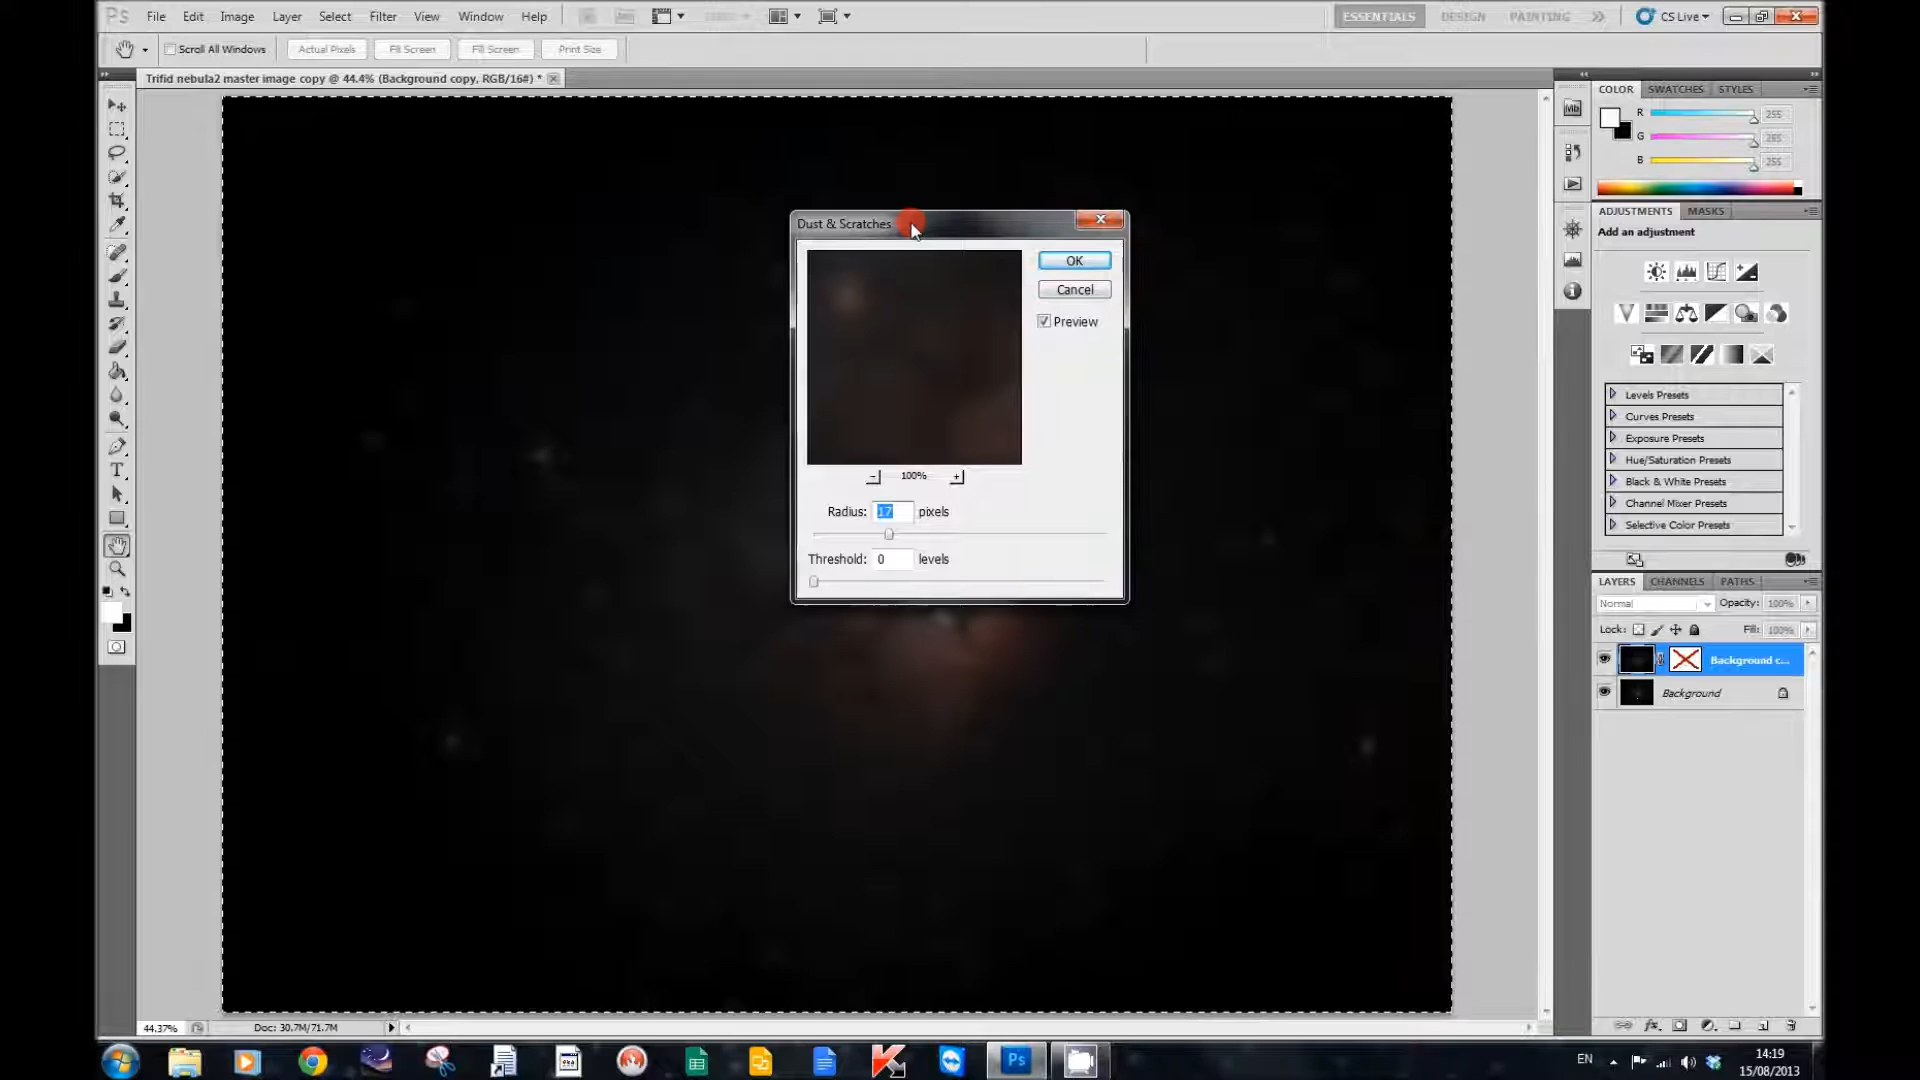 Ps File Edit Image Layer Select Filter View Window Help
ESSENTIALS DESIGN PAINTING CS Live
Scroll All Windows Actual Pixels Fit Screen Fill Screen Print Size
Trifid nebula2 master image copy @ 44.4% (Background copy, RGB/16#) *
COLOR SWATCHES STYLES
R 255
G 255
B 255
ADJUSTMENTS MASKS
Add an adjustment
Levels Presets
Curves Presets
Exposure Presets
Hue/Saturation Presets
Black & White Presets
Channel Mixer Presets
Selective Color Presets
LAYERS CHANNELS PATHS
Normal Opacity: 100%
Lock: Fill: 100%
Background c...
Background
Dust & Scratches
OK
Cancel
Preview
100%
Radius: 17 pixels
Threshold: 0 levels
44.37% Doc: 30.7M/71.7M
Ps
EN
14:19
15/08/2013